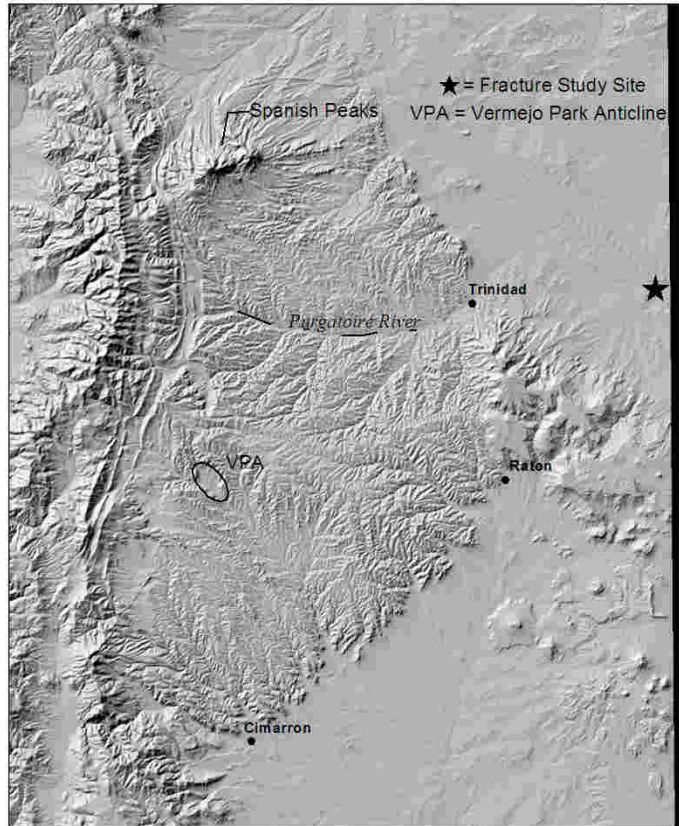 ★ = Fracture Study Site
Spanish Peaks
VPA = Vermejo Park Anticline
Trinidad
Purgatoire River
VPA
Raton
Cimarron